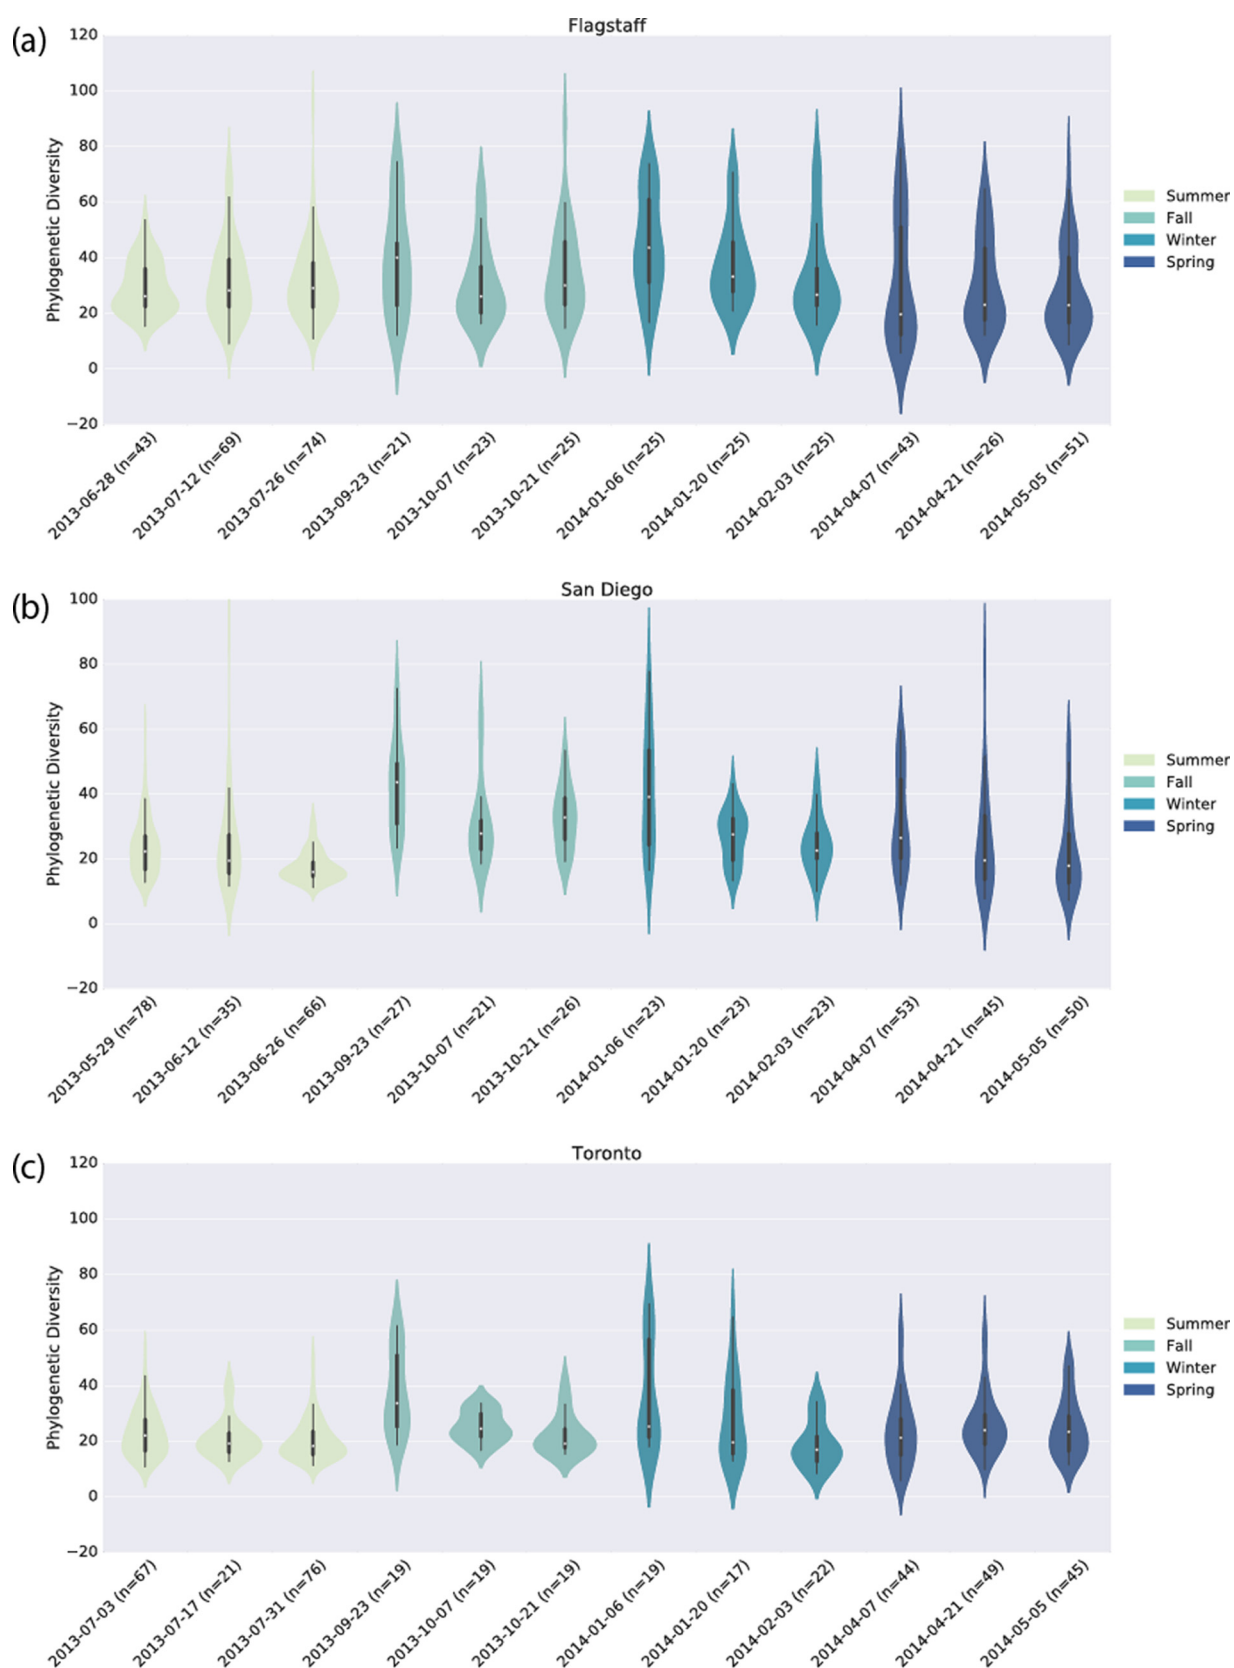 (a)
Flagstaff
120
100
80
60
40
20
0
−20
Phylogenetic Diversity
Summer
Fall
Winter
Spring
2013-06-28 (n=43)
2013-07-12 (n=69)
2013-07-26 (n=74)
2013-09-23 (n=21)
2013-10-07 (n=23)
2013-10-21 (n=25)
2014-01-06 (n=25)
2014-01-20 (n=25)
2014-02-03 (n=25)
2014-04-07 (n=43)
2014-04-21 (n=26)
2014-05-05 (n=51)
(b)
San Diego
100
80
60
40
20
0
−20
Phylogenetic Diversity
Summer
Fall
Winter
Spring
2013-05-29 (n=78)
2013-06-12 (n=35)
2013-06-26 (n=66)
2013-09-23 (n=27)
2013-10-07 (n=21)
2013-10-21 (n=26)
2014-01-06 (n=23)
2014-01-20 (n=23)
2014-02-03 (n=23)
2014-04-07 (n=53)
2014-04-21 (n=45)
2014-05-05 (n=50)
(c)
Toronto
120
100
80
60
40
20
0
−20
Phylogenetic Diversity
Summer
Fall
Winter
Spring
2013-07-03 (n=67)
2013-07-17 (n=21)
2013-07-31 (n=76)
2013-09-23 (n=19)
2013-10-07 (n=19)
2013-10-21 (n=19)
2014-01-06 (n=19)
2014-01-20 (n=17)
2014-02-03 (n=22)
2014-04-07 (n=44)
2014-04-21 (n=49)
2014-05-05 (n=45)